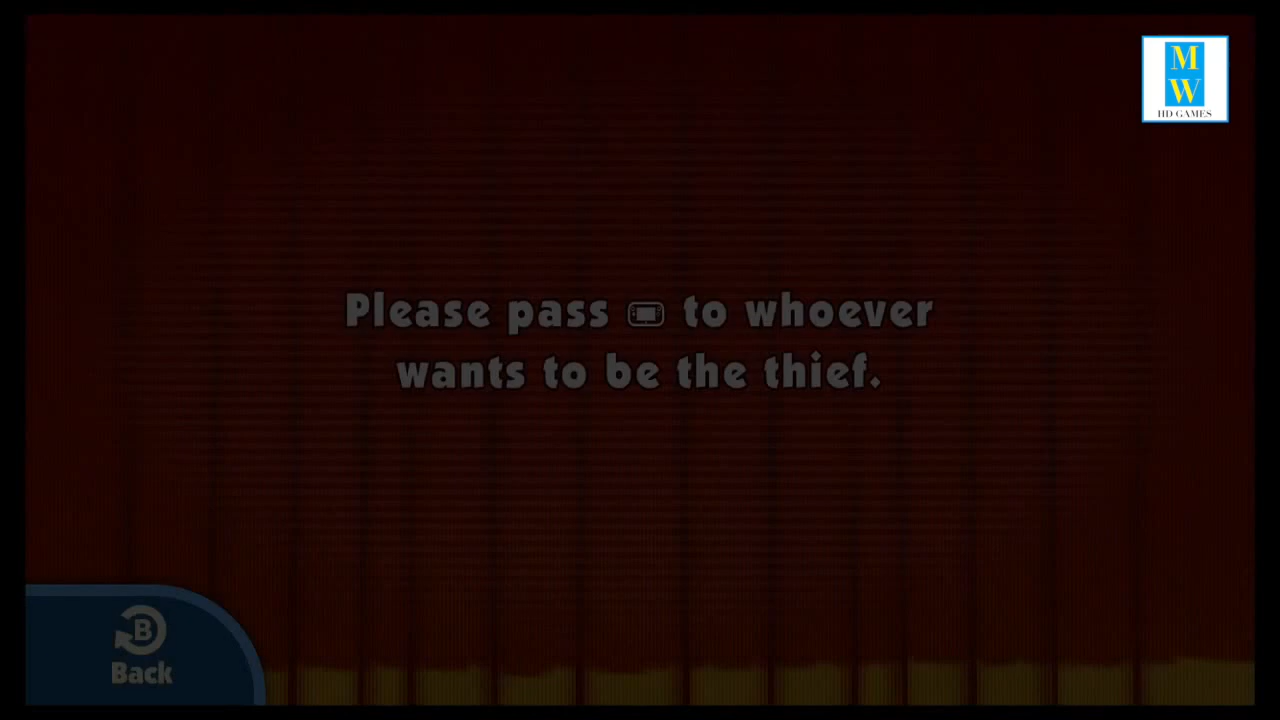 M
W
HD GAMES
Please pass to whoever
wants to be the thief.
B
Back